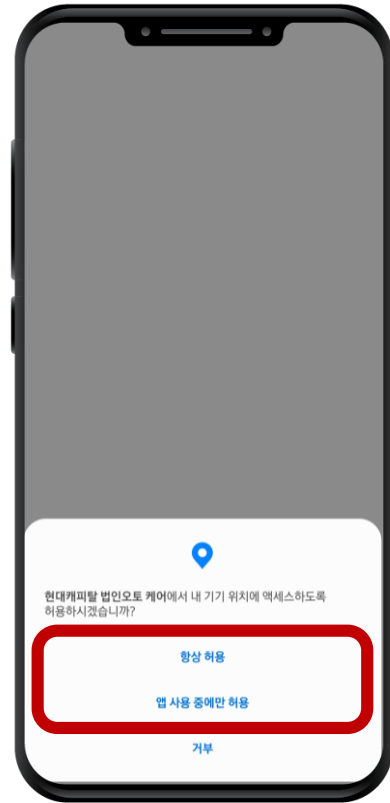 현대캐피탈 법인오토 케어에서 내 기기 위치에 액세스하도록
허용하시겠습니까?
항상 허용
앱 사용 중에만 허용
거부